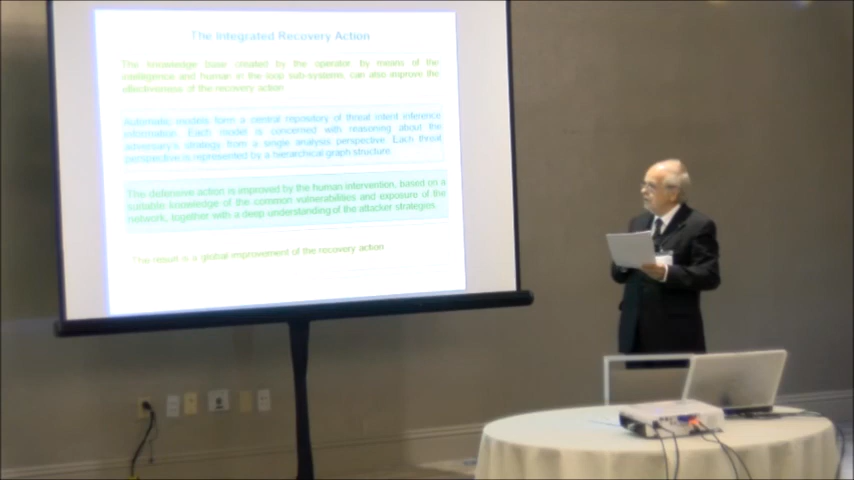 The Integrated Recovery Action
The knowledge base created by the operator by means of the
intelligence and human in the loop sub-systems, can also improve the
effectiveness of the recovery action
Automatic models form a central repository of threat intent inference
information. Each model is concerned with reasoning about the
adversary's strategy from a single analysis perspective. Each threat
perspective is represented by a hierarchical graph structure.
The defensive action is improved by the human intervention, based on a
suitable knowledge of the common vulnerabilities and exposure of the
network, together with a deep understanding of the attacker strategies.
The result is a global improvement of the recovery action